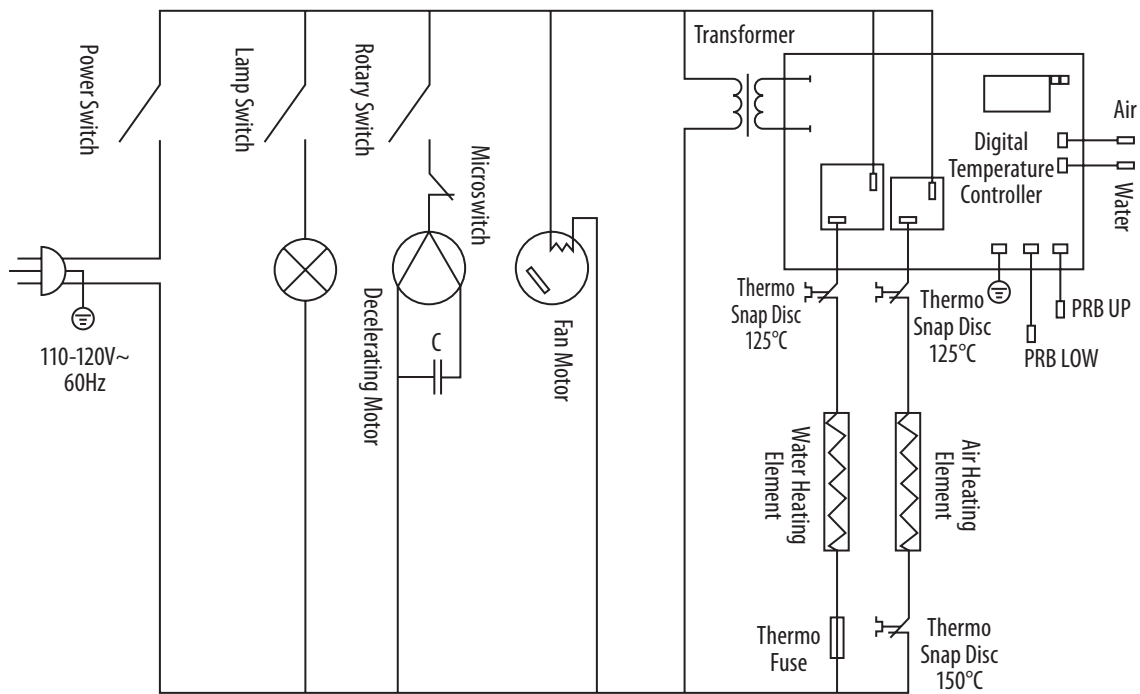 Power Switch
Lamp Switch
Rotary Switch
Microswitch
Transformer
Digital
Temperature
Controller
Air
Water
110-120V~
60Hz
Decelerating Motor
C
Fan Motor
Thermo
Snap Disc
125°C
Thermo
Snap Disc
125°C
PRB UP
PRB LOW
Water Heating
Element
Air Heating
Element
Thermo
Fuse
Thermo
Snap Disc
150°C